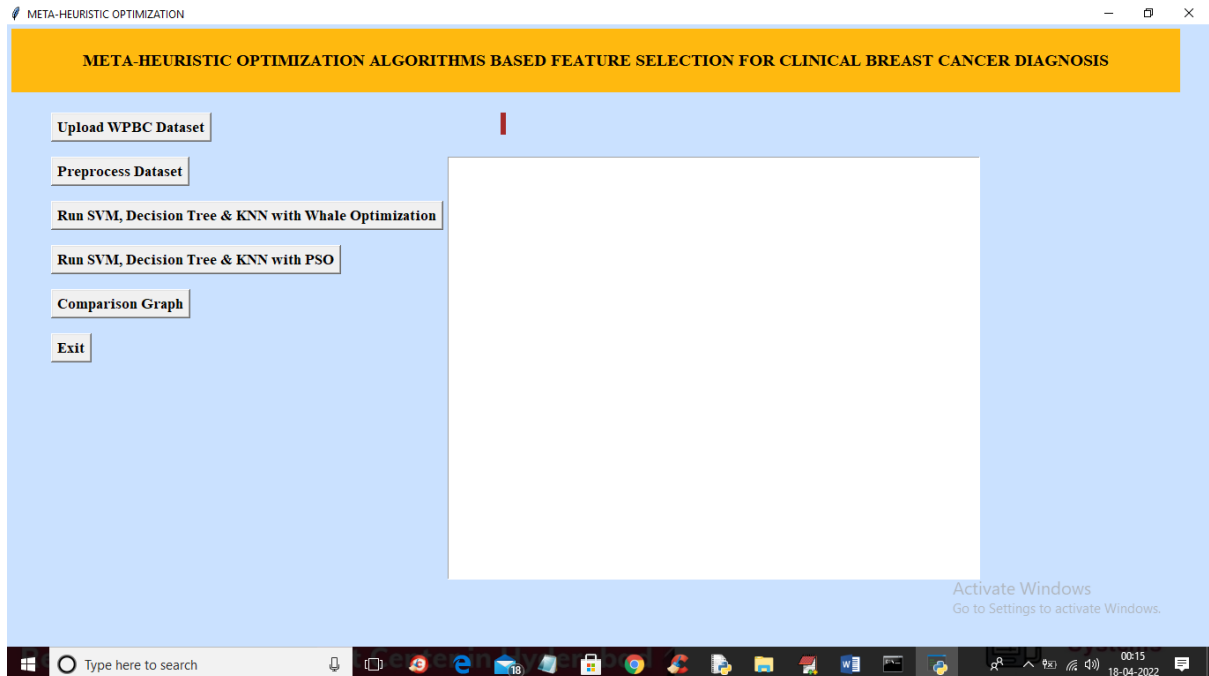 META-HEURISTIC OPTIMIZATION
META-HEURISTIC OPTIMIZATION ALGORITHMS BASED FEATURE SELECTION FOR CLINICAL BREAST CANCER DIAGNOSIS
Upload WPBC Dataset
Preprocess Dataset
Run SVM, Decision Tree & KNN with Whale Optimization
Run SVM, Decision Tree & KNN with PSO
Comparison Graph
Exit
Activate Windows
Go to Settings to activate Windows.
Type here to search
18
00:15
18-04-2022